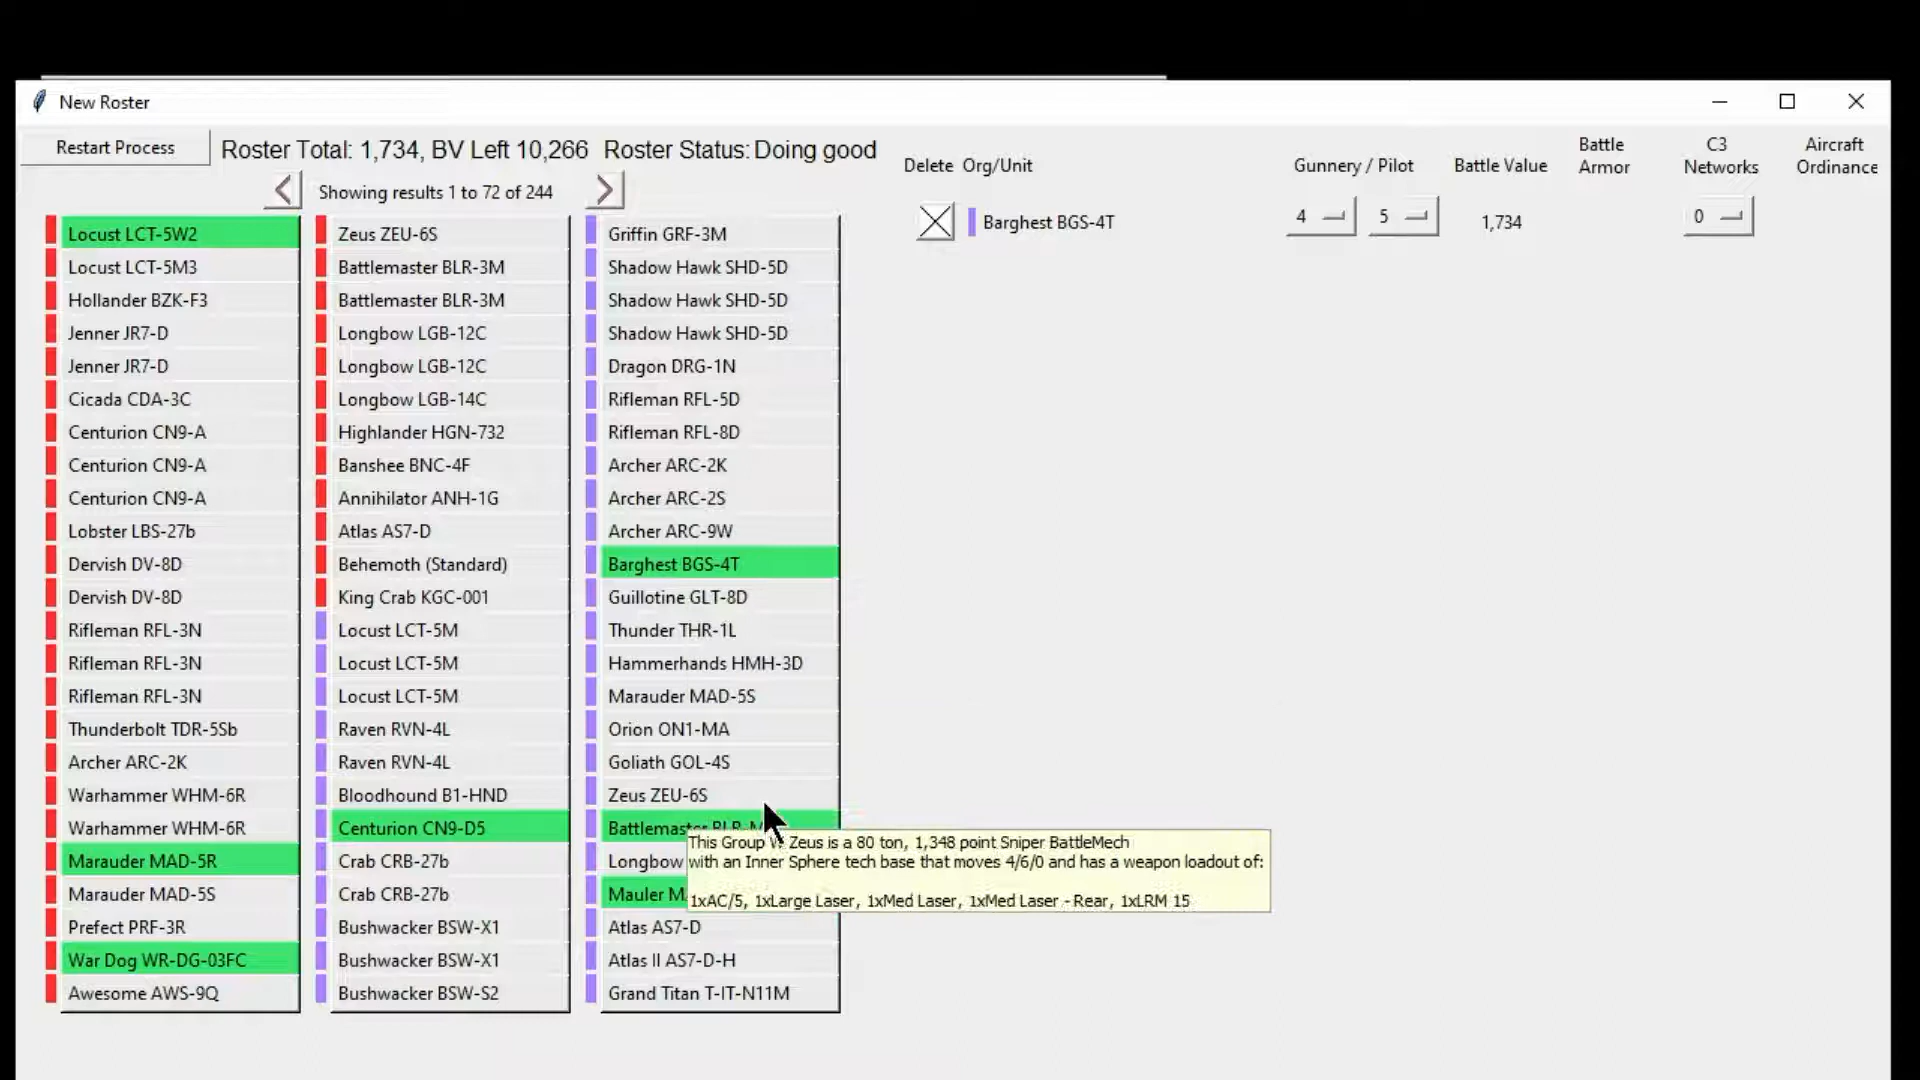 New Roster
Restart Process
Roster Total: 1,734, BV Left 10,266 Roster Status: Doing good
Showing results 1 to 72 of 244
Locust LCT-5W2
Locust LCT-5M3
Hollander BZK-F3
Jenner JR7-D
Jenner JR7-D
Cicada CDA-3C
Centurion CN9-A
Centurion CN9-A
Centurion CN9-A
Lobster LBS-27b
Dervish DV-8D
Dervish DV-8D
Rifleman RFL-3N
Rifleman RFL-3N
Rifleman RFL-3N
Thunderbolt TDR-5Sb
Archer ARC-2K
Warhammer WHM-6R
Warhammer WHM-6R
Marauder MAD-5R
Marauder MAD-5S
Prefect PRF-3R
War Dog WR-DG-03FC
Awesome AWS-9Q
Zeus ZEU-6S
Battlemaster BLR-3M
Battlemaster BLR-3M
Longbow LGB-12C
Longbow LGB-12C
Longbow LGB-14C
Highlander HGN-732
Banshee BNC-4F
Annihilator ANH-1G
Atlas AS7-D
Behemoth (Standard)
King Crab KGC-001
Locust LCT-5M
Locust LCT-5M
Locust LCT-5M
Raven RVN-4L
Raven RVN-4L
Bloodhound B1-HND
Centurion CN9-D5
Crab CRB-27b
Crab CRB-27b
Bushwacker BSW-X1
Bushwacker BSW-X1
Bushwacker BSW-S2
Griffin GRF-3M
Shadow Hawk SHD-5D
Shadow Hawk SHD-5D
Shadow Hawk SHD-5D
Dragon DRG-1N
Rifleman RFL-5D
Rifleman RFL-8D
Archer ARC-2K
Archer ARC-2S
Archer ARC-9W
Barghest BGS-4T
Guillotine GLT-8D
Thunder THR-1L
Hammerhands HMH-3D
Marauder MAD-5S
Orion ON1-MA
Goliath GOL-4S
Zeus ZEU-6S
Battlemaster
Longbow
Mauler
Atlas AS7-D
Atlas II AS7-D-H
Grand Titan T-IT-N11M
This Group Zeus is a 80 ton, 1,348 point Sniper BattleMech
with an Inner Sphere tech base that moves 4/6/0 and has a weapon loadout of:
1xAC/5, 1xLarge Laser, 1xMed Laser, 1xMed Laser - Rear, 1xLRM 15
Delete Org/Unit Gunnery / Pilot Battle Value
Battle
Armor
C3
Networks
Aircraft
Ordinance
Barghest BGS-4T 4 5 1,734 0